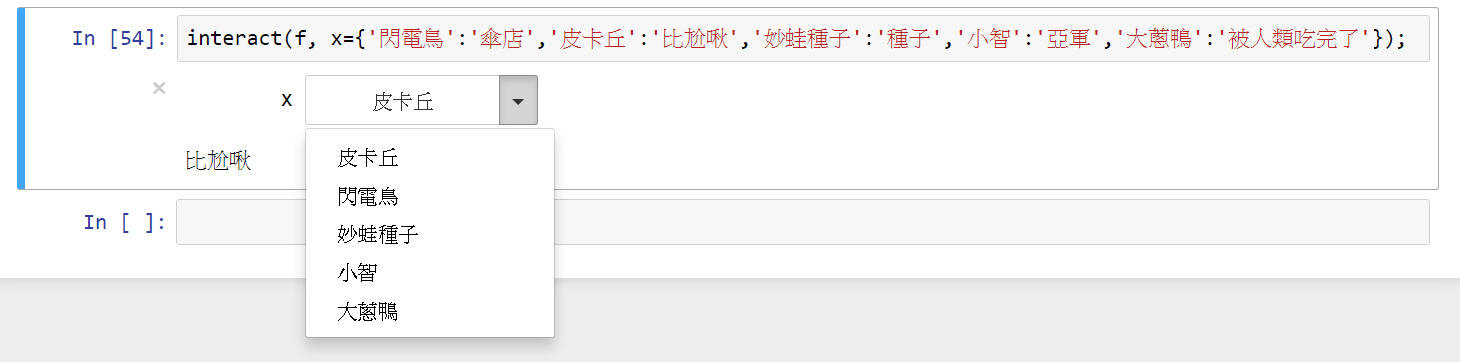 In [54]: interact(f, x={'閃電鳥':'傘店','皮卡丘':'比尬啾','妙蛙種子':'種子','小智':'亞軍','大蔥鴨':'被人類吃完了'});
× x 皮卡丘
皮卡丘
比尬啾
閃電鳥
In [ ]:
妙蛙種子
小智
大蔥鴨